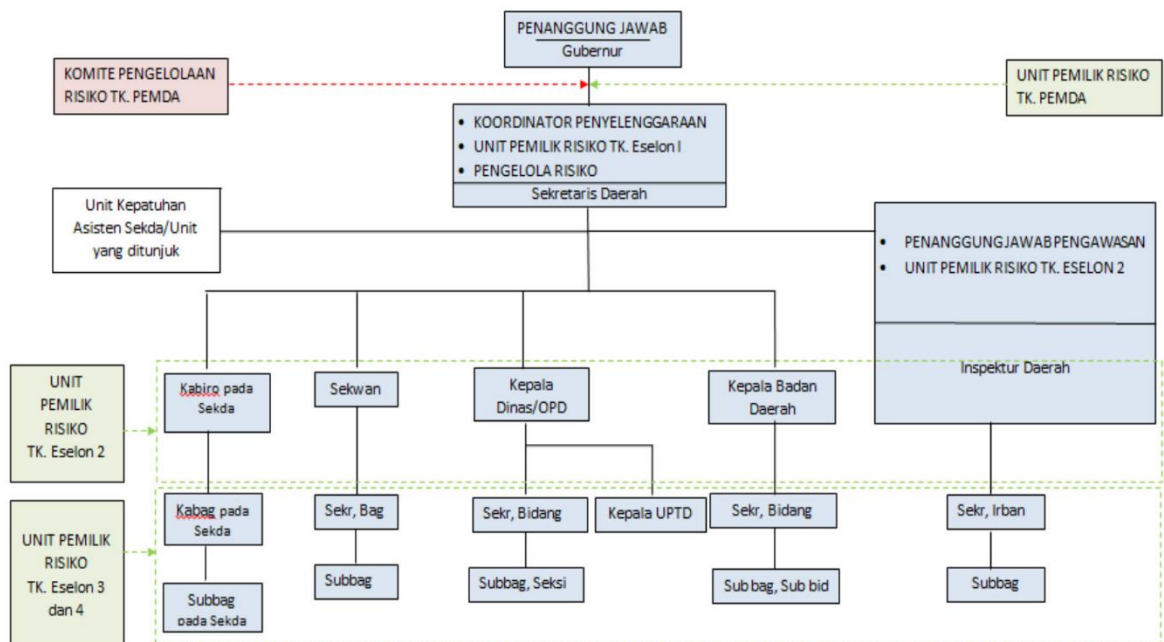 PENANGGUNG JAWAB
Gubernur
KOMITE PENGELOLAAN
RISIKO TK. PEMDA
UNIT PEMILIK RISIKO
TK. PEMDA
• KOORDINATOR PENYELENGGARAAN
• UNIT PEMILIK RISIKO TK. Eselon I
• PENGELOLA RISIKO
Sekretaris Daerah
Unit Kepatuhan
Asisten Sekda/Unit
yang ditunjuk
• PENANGGUNG JAWAB PENGAWASAN
• UNIT PEMILIK RISIKO TK. ESELON 2
Inspektur Daerah
UNIT
PEMILIK
RISIKO
TK. Eselon 2
Kabiro pada
Sekda
Sekwan
Kepala
Dinas/OPD
Kepala Badan
Daerah
UNIT PEMILIK
RISIKO
TK. Eselon 3
dan 4
Kabag pada
Sekda
Sekr, Bag
Sekr, Bidang
Kepala UPTD
Sekr, Bidang
Sekr, Irban
Subbag
pada Sekda
Subbag
Subbag, Seksi
Sub bag, Sub bid
Subbag